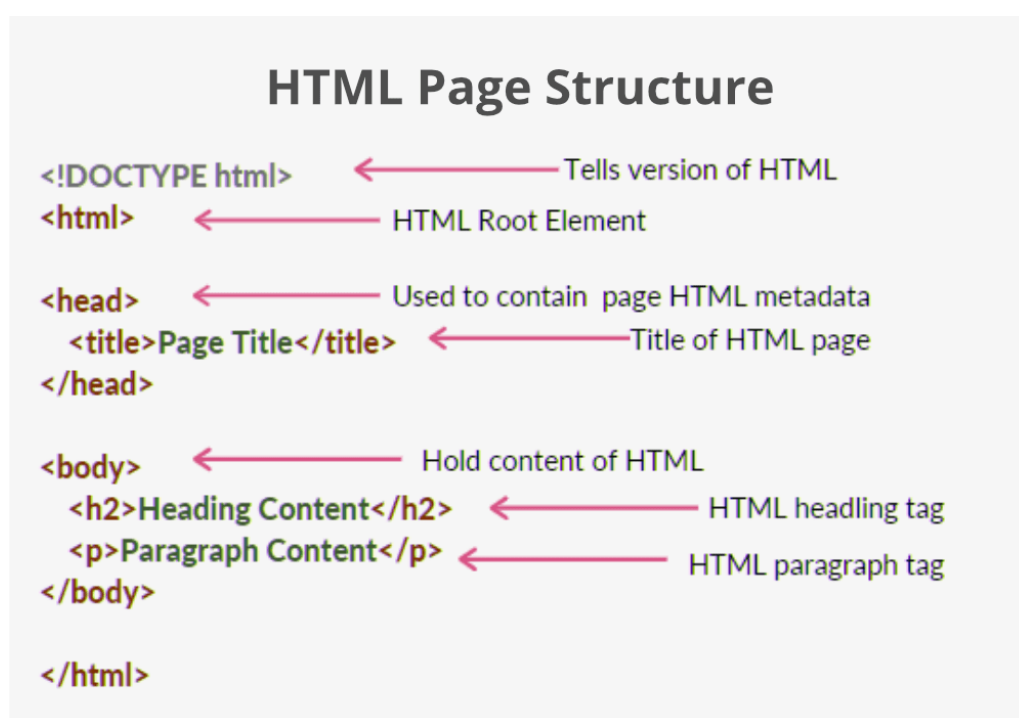 HTML Page Structure
<!DOCTYPE html> Tells version of HTML
<html> HTML Root Element
<head> Used to contain page HTML metadata
<title>Page Title</title> Title of HTML page
</head>
<body> Hold content of HTML
<h2>Heading Content</h2> HTML headling tag
<p>Paragraph Content</p> HTML paragraph tag
</body>
</html>